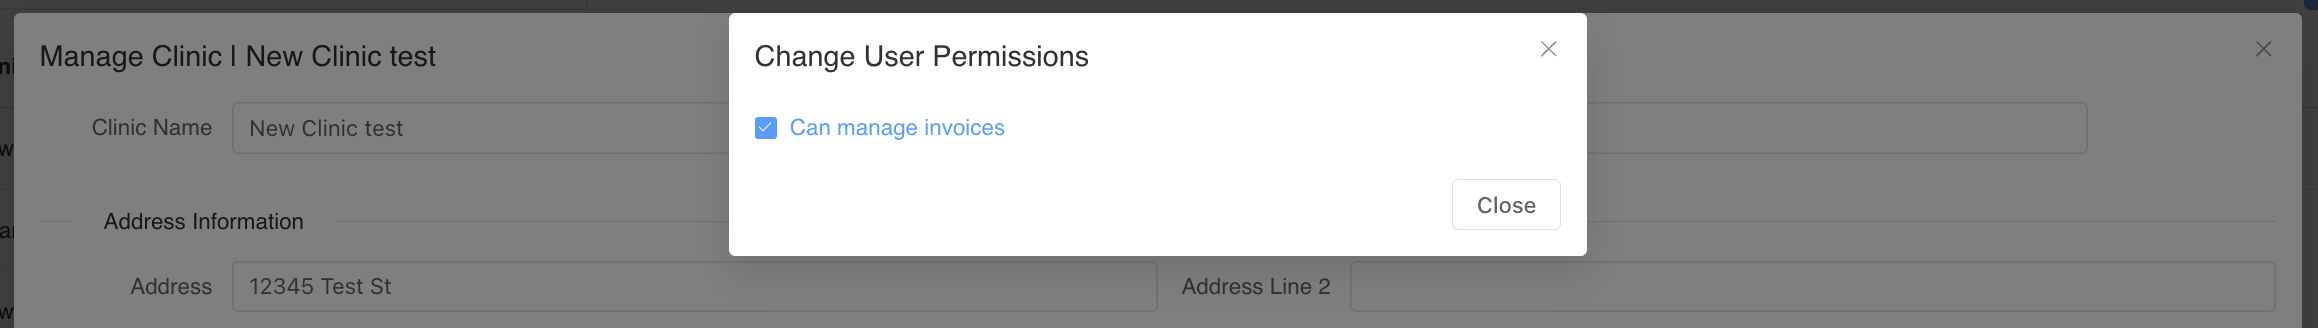 Manage Clinic | New Clinic test
Change User Permissions
Clinic Name
New Clinic test
Can manage invoices
Close
Address Information
Address
12345 Test St
Address Line 2